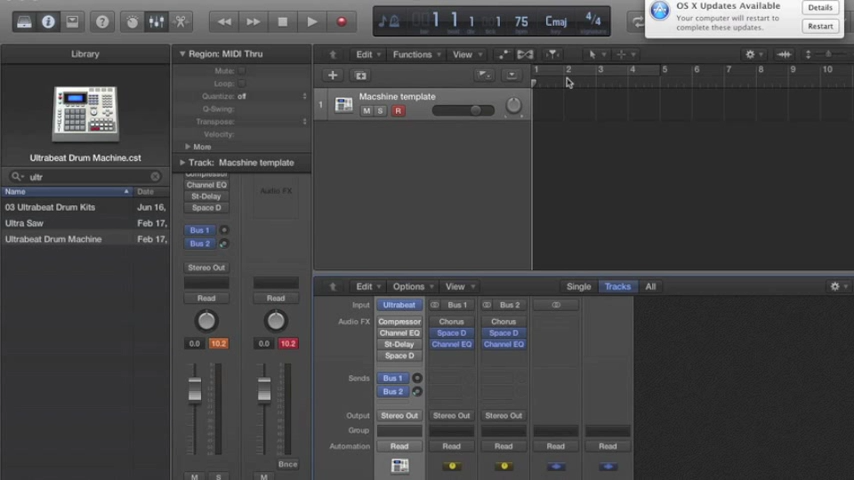 OS X Updates Available
Your computer will restart to
complete these updates.
Details
Restart
1 1 1 75 Cmaj 4/4
Library
Region: MIDI Thru
Mute:
Loop:
Quantize: off
Q-Swing:
Transpose:
Velocity:
More
Track: Macshine template
Ultrabeat Drum Machine.cst
ultr
Name Date
03 Ultrabeat Drum Kits Jun 16,
Ultra Saw Feb 17,
Ultrabeat Drum Machine Feb 17,
Compressor
Channel EQ
St-Delay
Space D
Audio FX
Bus 1
Bus 2
Stereo Out
Read Read
0.0 10.2 0.0 10.2
Bnce
M S M
Edit Functions View
1 2 3 4 5 6 7 8 9 10
1 Macshine template
M S R
Edit Options View Single Tracks All
Input Ultrabeat Bus 1 Bus 2
Audio FX Compressor Chorus Chorus
Channel EQ Space D Space D
St-Delay Channel EQ Channel EQ
Space D
Sends Bus 1
Bus 2
Output Stereo Out Stereo Out Stereo Out
Group
Automation Read Read Read Read Read